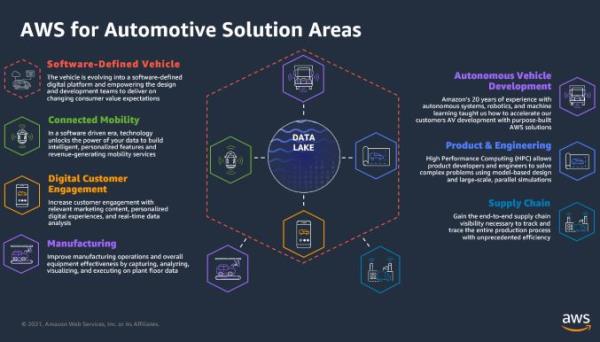 AWS for Automotive Solution Areas
Software-Defined Vehicle
The vehicle is evolving into a software-defined
digital platform and empowering the design
and development teams to deliver on
changing consumer value expectations
Connected Mobility
In a software driven era, technology
unlocks the power of data to build
intelligent, personalized features and
revenue-generating mobility services
Digital Customer
Engagement
Increase customer engagement with
relevant marketing content, personalized
digital experiences, and real-time data
analysis
Manufacturing
Improve manufacturing operations and overall
equipment effectiveness by capturing, analyzing,
visualizing, and executing on plant floor data
DATA
LAKE
Autonomous Vehicle
Development
Amazon's 20 years of experience with
autonomous systems, robotics, and machine
learning taught us how to accelerate our
customers AV development with purpose-built
AWS solutions
Product & Engineering
High Performance Computing (HPC) allows
product developers and engineers to solve
complex problems using model-based design
and large-scale, parallel simulations
Supply Chain
Gain the end-to-end supply chain
visibility necessary to track and
trace the entire production process
with unprecedented efficiency
© 2021, Amazon Web Services, Inc. or its Affiliates.
aws